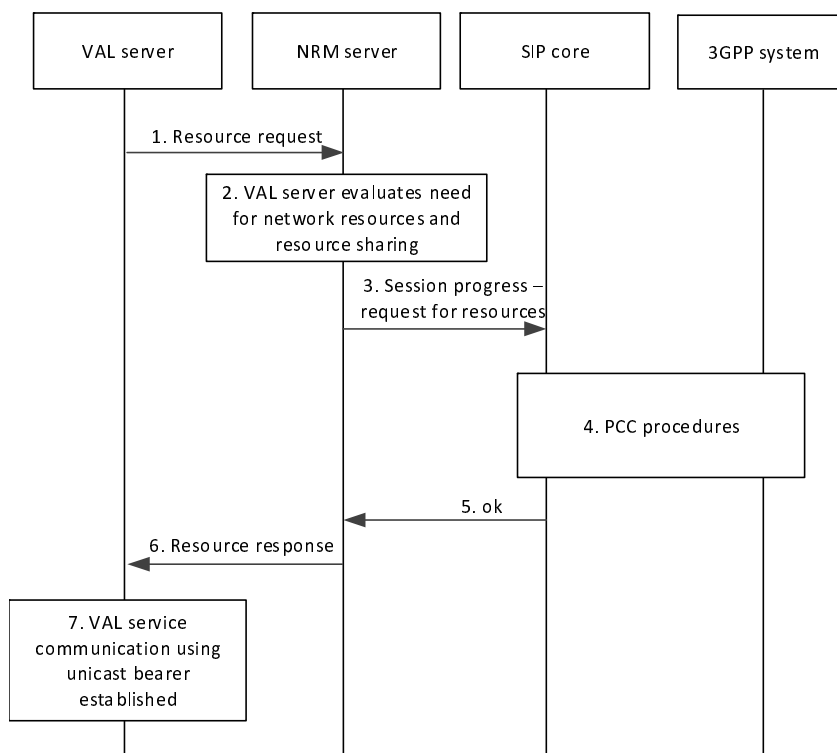 VAL server
NRM server
SIP core
3GPP system
1. Resource request
2. VAL server evaluates need
for network resources and
resource sharing
3. Session progress –
request for resources
4. PCC procedures
5. ok
6. Resource response
7. VAL service
communication using
unicast bearer
established